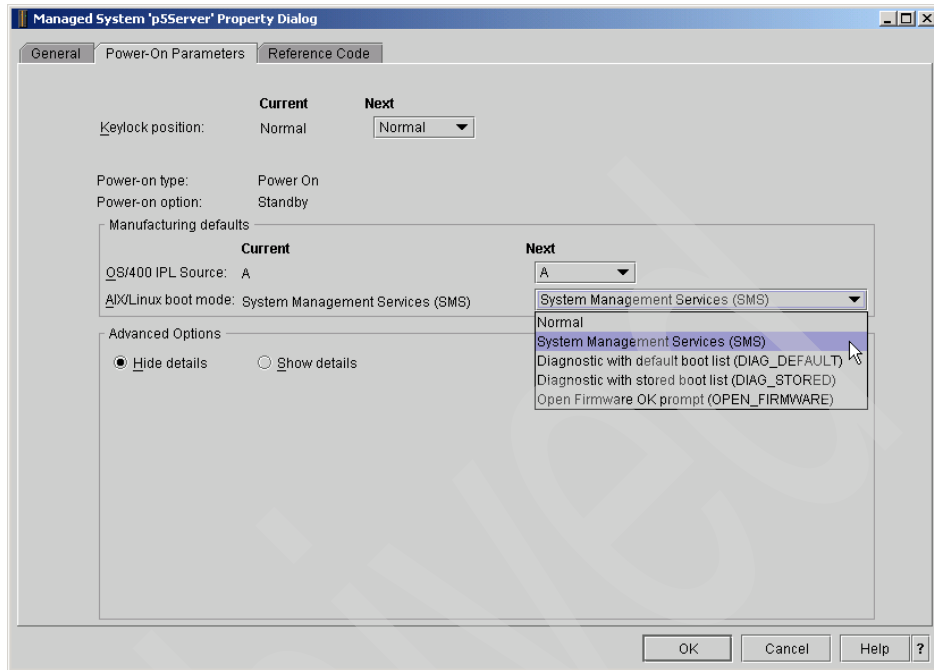 Managed System 'p5Server' Property Dialog
General Power-On Parameters Reference Code
Current Next
Keylock position: Normal Normal
Power-on type: Power On
Power-on option: Standby
Manufacturing defaults
Current Next
OS/400 IPL Source: A A
AIX/Linux boot mode: System Management Services (SMS) System Management Services (SMS)
Normal
Advanced Options
System Management Services (SMS)
Hide details Show details
Diagnostic with default boot list (DIAG_DEFAULT)
Diagnostic with stored boot list (DIAG_STORED)
Open Firmware OK prompt (OPEN_FIRMWARE)
OK Cancel Help ?